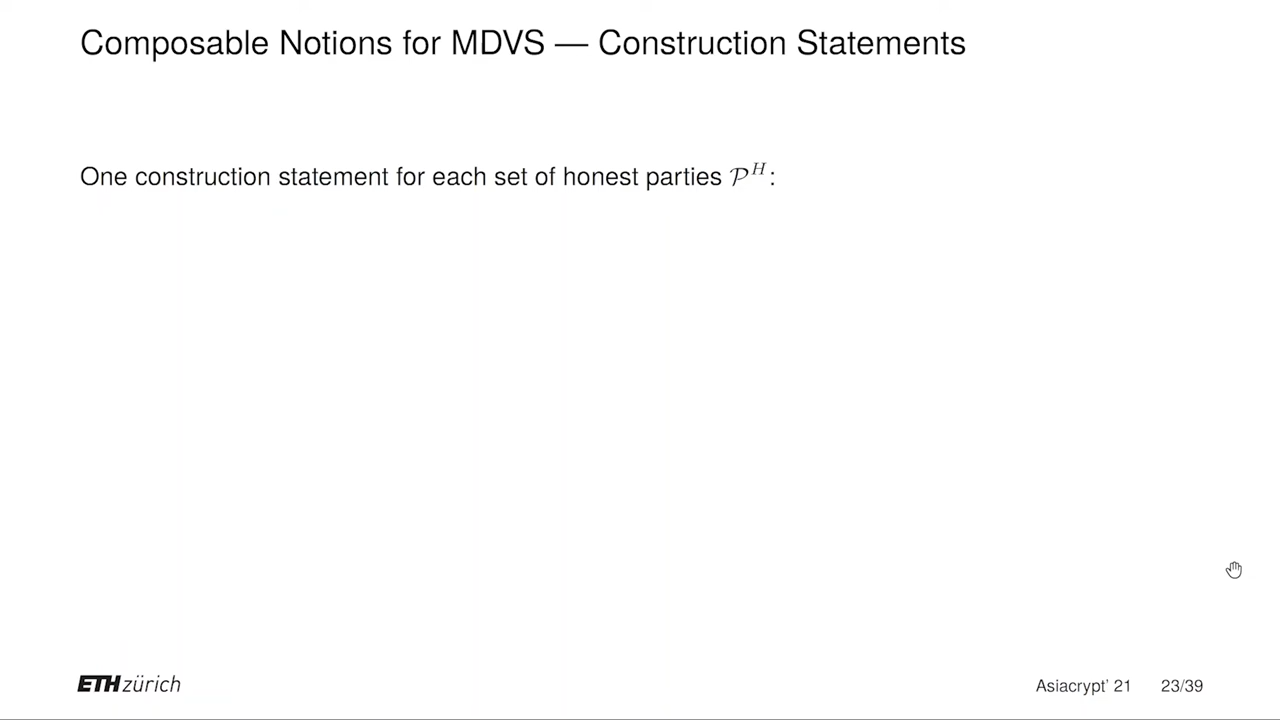 Composable Notions for MDVS — Construction Statements
One construction statement for each set of honest parties 𝒫^H:
ETH zürich
Asiacrypt' 21 23/39